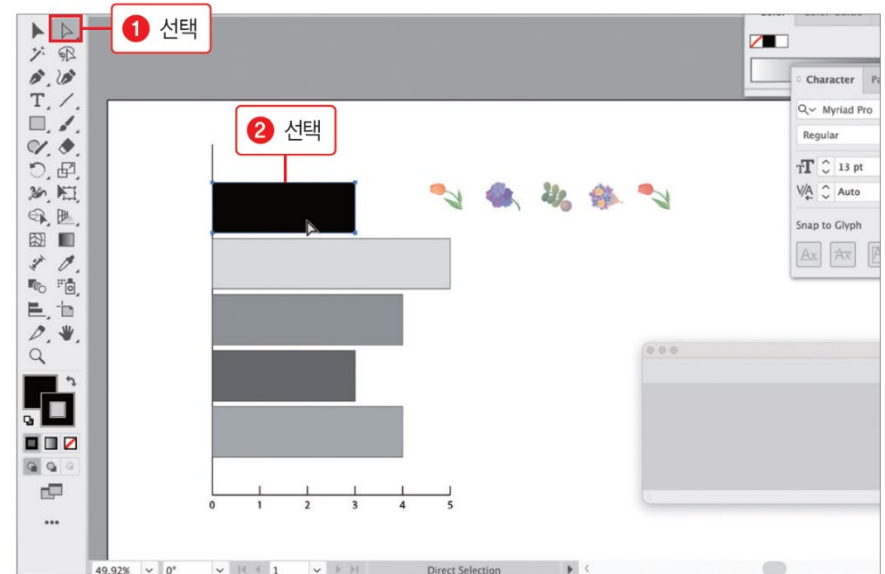 1 선택
Character
Myriad Pro
2 선택
Regular
13 pt
Auto
Snap to Glyph
0 1 2 3 4 5
49.92% 0° 1 Direct Selection